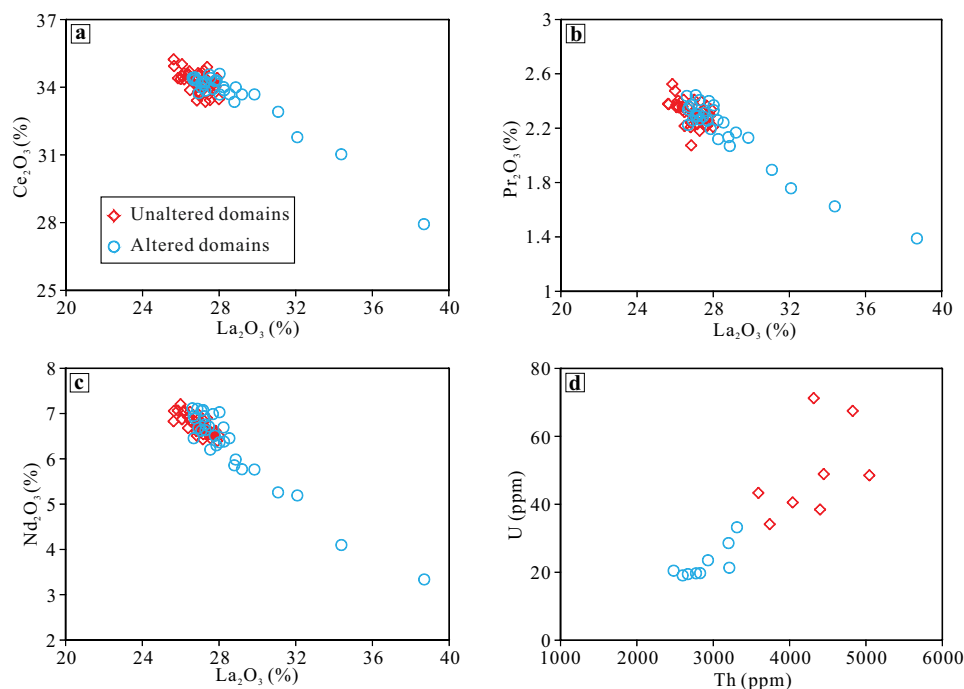 a
Ce₂O₃ (%)
37
34
31
28
25
Unaltered domains
Altered domains
20 24 28 32 36 40
La₂O₃ (%)
b
Pr₂O₃ (%)
3
2.6
2.2
1.8
1.4
1
20 24 28 32 36 40
La₂O₃ (%)
c
Nd₂O₃ (%)
8
7
6
5
4
3
2
20 24 28 32 36 40
La₂O₃ (%)
d
U (ppm)
80
60
40
20
0
1000 2000 3000 4000 5000 6000
Th (ppm)